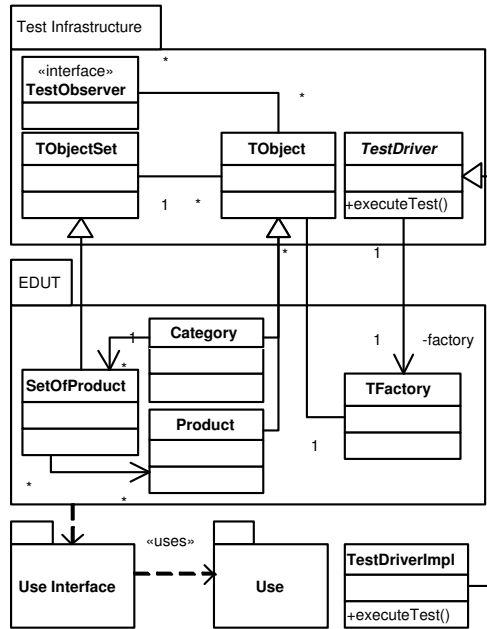 Test Infrastructure
«interface»
TestObserver
*
*
TObjectSet
TObject
TestDriver
+executeTest()
1
*
*
1
EDUT
Category
1
*
1
-factory
SetOfProduct
TFactory
Product
1
*
*
Use Interface
«uses»
Use
TestDriverImpl
+executeTest()